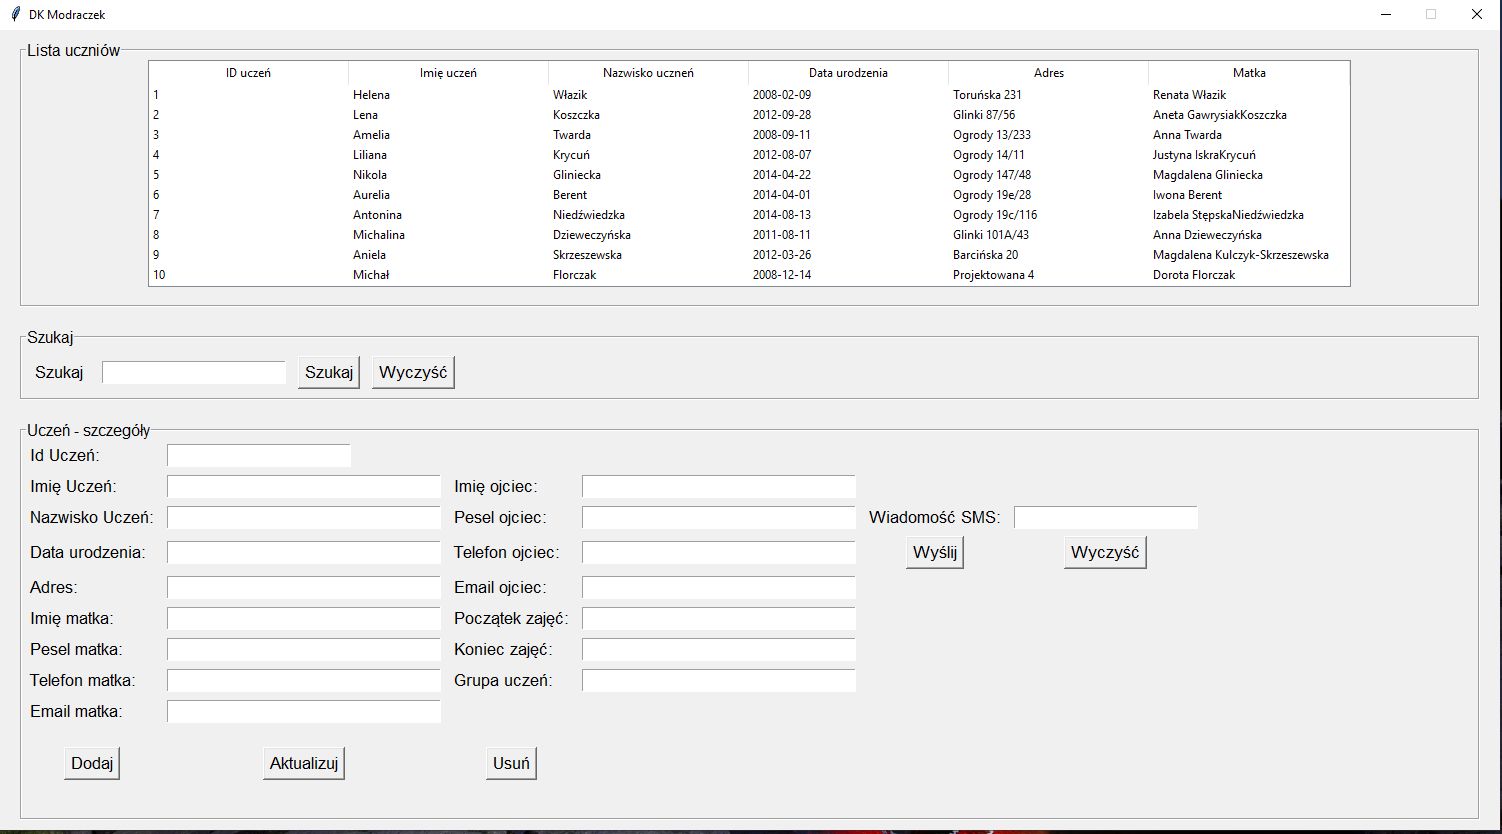 DK Modraczek
Lista uczniów
ID uczeń Imię uczeń Nazwisko uczneń Data urodzenia Adres Matka
1 Helena Włazik 2008-02-09 Toruńska 231 Renata Włazik
2 Lena Koszczka 2012-09-28 Glinki 87/56 Aneta GawrysiakKoszczka
3 Amelia Twarda 2008-09-11 Ogrody 13/233 Anna Twarda
4 Liliana Krycuń 2012-08-07 Ogrody 14/11 Justyna IskraKrycuń
5 Nikola Gliniecka 2014-04-22 Ogrody 147/48 Magdalena Gliniecka
6 Aurelia Berent 2014-04-01 Ogrody 19e/28 Iwona Berent
7 Antonina Niedźwiedzka 2014-08-13 Ogrody 19c/116 Izabela StępskaNiedźwiedzka
8 Michalina Dzieweczyńska 2011-08-11 Glinki 101A/43 Anna Dzieweczyńska
9 Aniela Skrzeszewska 2012-03-26 Barcińska 20 Magdalena Kulczyk-Skrzeszewska
10 Michał Florczak 2008-12-14 Projektowana 4 Dorota Florczak
Szukaj
Szukaj Szukaj Wyczyść
Uczeń - szczegóły
Id Uczeń:
Imię Uczeń: Imię ojciec:
Nazwisko Uczeń: Pesel ojciec: Wiadomość SMS:
Data urodzenia: Telefon ojciec: Wyślij Wyczyść
Adres: Email ojciec:
Imię matka: Początek zajęć:
Pesel matka: Koniec zajęć:
Telefon matka: Grupa uczeń:
Email matka:
Dodaj Aktualizuj Usuń